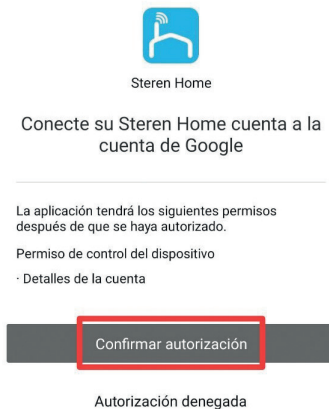 Steren Home
Conecte su Steren Home cuenta a la
cuenta de Google
La aplicación tendrá los siguientes permisos
después de que se haya autorizado.
Permiso de control del dispositivo
· Detalles de la cuenta
Confirmar autorización
Autorización denegada